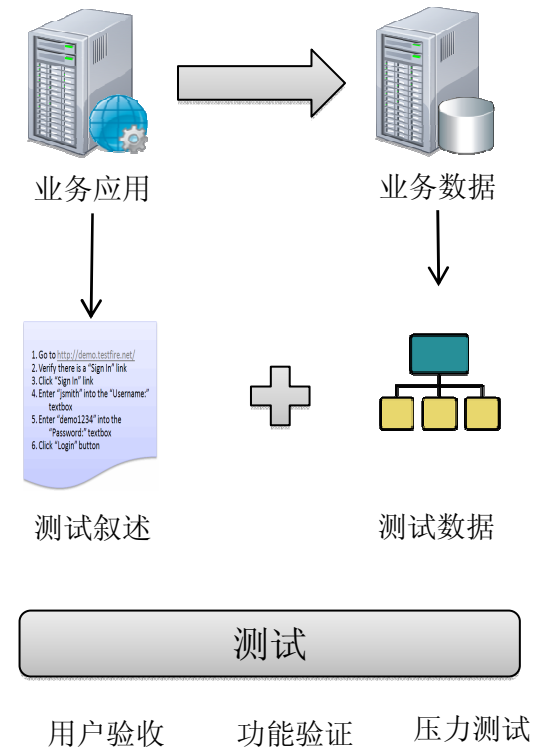 业务应用
业务数据
1. Go to http://demo.testfire.net/
2. Verify there is a “Sign In” link
3. Click “Sign In” link
4. Enter “jsmith” into the “Username:”
textbox
5. Enter “demo1234” into the
“Password:” textbox
6. Click “Login” button
测试叙述
测试数据
测试
用户验收
功能验证
压力测试